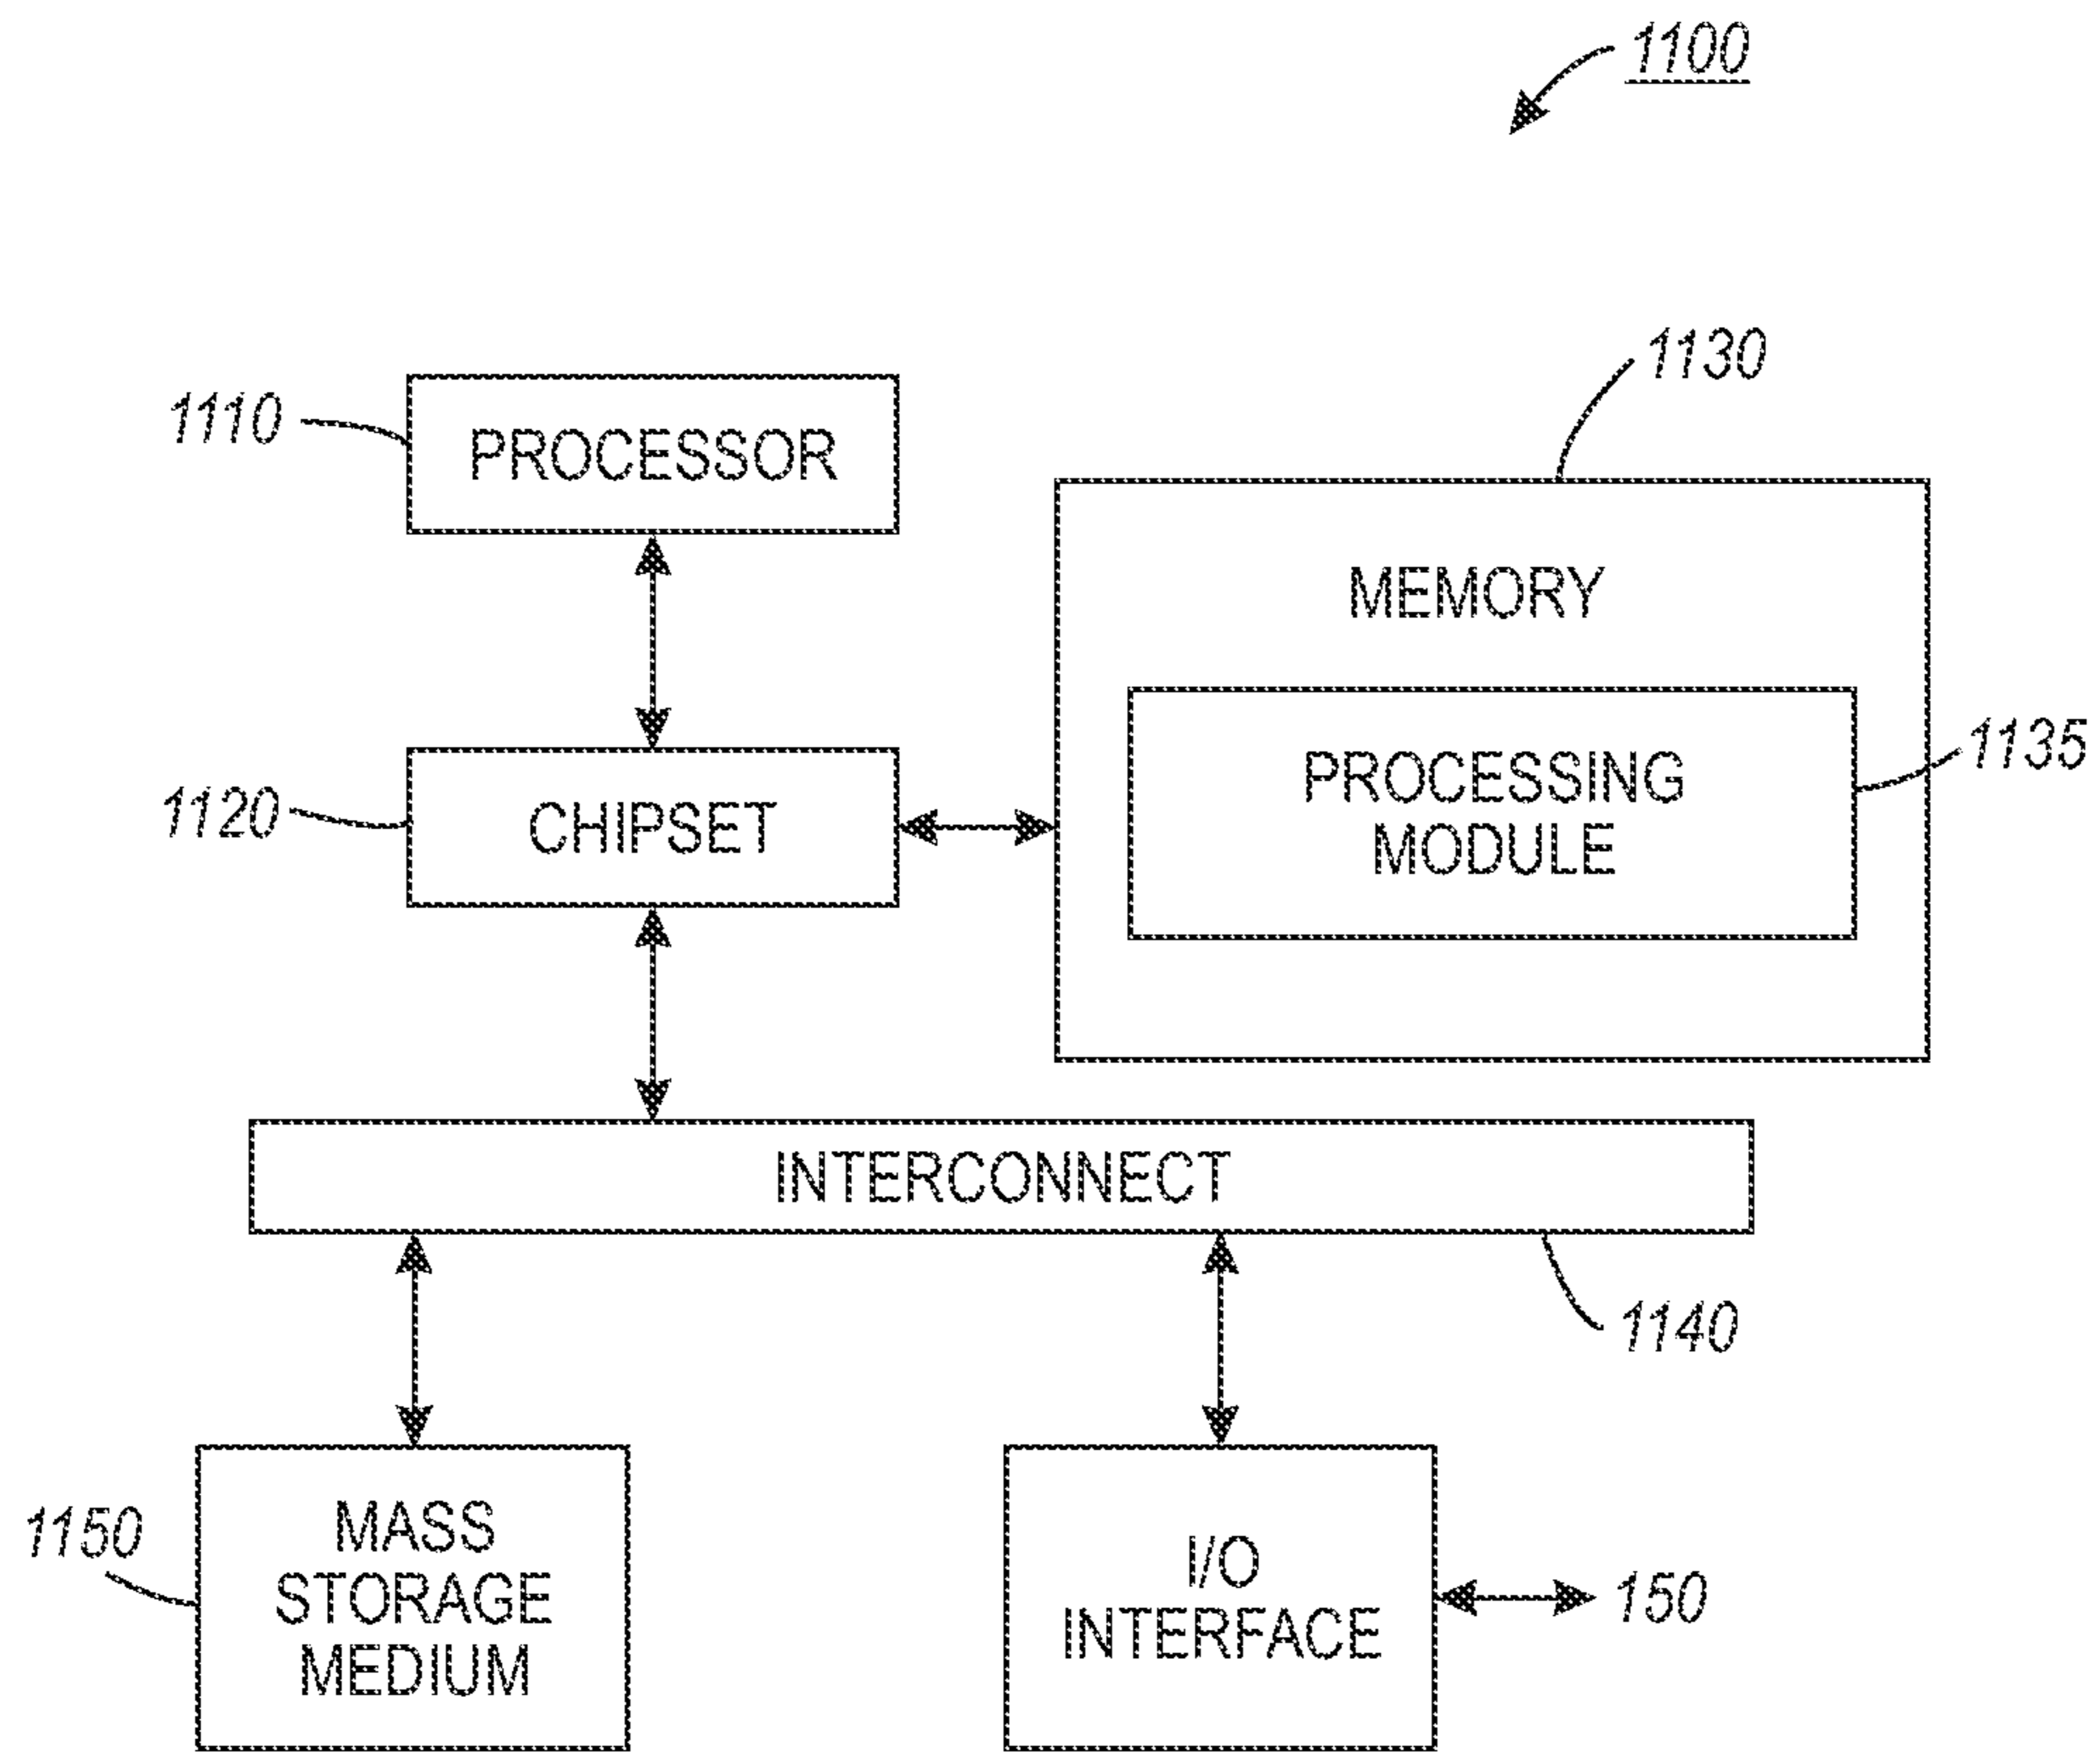 1100
1130
1110
PROCESSOR
MEMORY
1135
PROCESSING
MODULE
1120
CHIPSET
INTERCONNECT
1140
1150
MASS
STORAGE
MEDIUM
I/O
INTERFACE
150